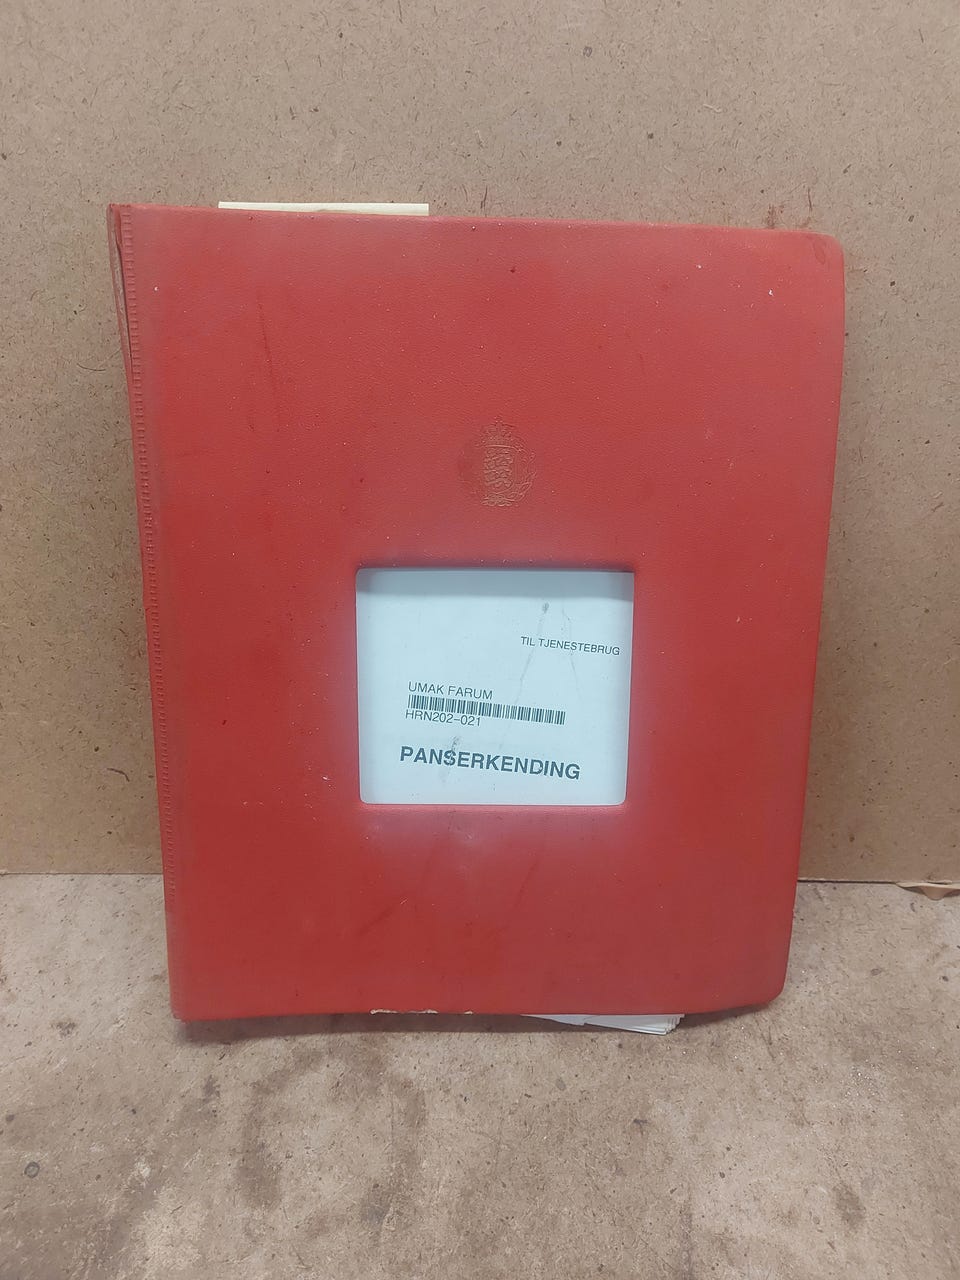 TIL TJENESTEBRUG
UMAK FARUM
HRN202-021
PANSERKENDING